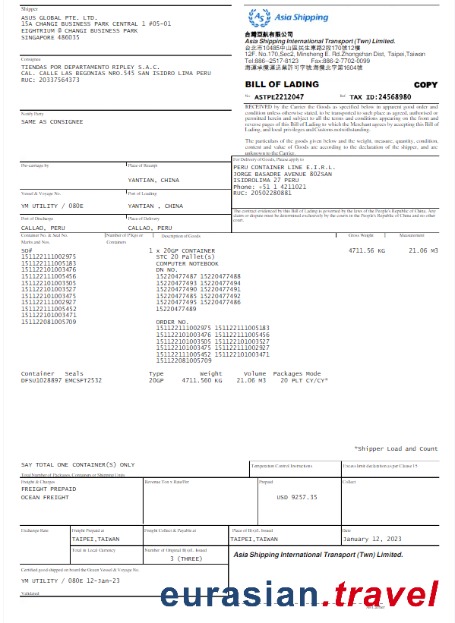 Shipper
ASUS GLOBAL PTE. LTD.
15A CHANGI BUSINESS PARK CENTRAL 1 #05-01
EIGHTRIUM @ CHANGI BUSINESS PARK
SINGAPORE 486035
Asia Shipping
台灣亞航有限公司
Asia Shipping International Transport (Twn) Limited.
台北市10485中山區民生東路2段170號12樓
12F. No.170,Sec2, Minsheng E. Rd.Zhongshan Dist, Taipei,Taiwan
Tel:886-2517-8123 Fax:886-2-7702-0099
Consignee
TIENDAS POR DEPARTAMENTO RIPLEY S.A.C.
CAL. CALLE LAS BEGONIAS NRO.545 SAN ISIDRO LIMA PERU
RUC: 20337564373
BILL OF LADING
COPY
No. ASTPE2212047
Ref. TAX ID:24568980
Notify Party
SAME AS CONSIGNEE
RECEIVED by the Carrier the Goods as specified below in apparent good order and
condition unless otherwise stated, to be transported to such place as agreed, authorised or
permitted herein and subject to all the terms and conditions appearing on the front and
reverse pages of this Bill of Lading to which the Merchant agrees by accepting this Bill of
Lading, and local privileges and Customs notwithstanding.
The particulars of the goods given below and the weight, measure, quantity, condition,
content and value of Goods are according to the declaration of the shipper, and are
unknown to the Carrier.
For Delivery of Goods, Please apply to
PERU CONTAINER LINE E.I.R.L.
JORGE BASADRE AVENUE 802SAN
ISIDROLIMA 27 PERU
Phone: +51 1 4211021
RUC: 20502280881
Pre-carriage by
Place of Receipt
YANTIAN, CHINA
Vessel & Voyage No.
Port of Loading
YM UTILITY / 080E
YANTIAN , CHINA
Port of Discharge
Place of Delivery
CALLAO, PERU
CALLAO, PERU
The contract evidenced by this Bill of Lading is governed by the laws of the People's Republic of China. Any
claim or dispute must be determined exclusively by the courts in the People's Republic of China and no other
court.
Container No. & Seal No.
Marks and Nos.
Number of Pkgs or
Containers
Description of Goods
Gross Weight
Measurement
SO#
151122111002975
151122111005183
151122101003476
151122111005456
151122101003505
151122101003527
151122101003475
151122111002927
151122111005452
151122101003471
151122081005709
1 x 20GP CONTAINER
STC 20 Pallet(s)
COMPUTER NOTEBOOK
DN NO.
15220477487 15220477488
15220477493 15220477494
15220477490 15220477491
15220477485 15220477492
15220477495 15220477486
15220477489
4711.56 KG
21.06 M3
ORDER NO.
151122111002975 151122111005183
151122101003476 151122111005456
151122101003505 151122101003527
151122101003475 151122111002927
151122111005452 151122101003471
151122081005709
Container Seals Type Weight Volume Packages Mode
DFSU1028897 EMCSFY2532 20GP 4711.560 KG 21.06 M3 20 PLT CY/CY*
*Shipper Load and Count
SAY TOTAL ONE CONTAINER(S) ONLY
Total Number of Packages, Containers or Shipping Units
Temperature Control Instructions
Excess limit declaration as per Clause
Freight & Charges
FREIGHT PREPAID
OCEAN FREIGHT
Revenue Ton × Rate/Per
Prepaid
USD 9257.15
Collect
Exchange Rate
Freight Prepaid at
TAIPEI,TAIWAN
Freight Collect & Payable at
Place of B(s)/L Issued
TAIPEI,TAIWAN
Date
January 12, 2023
Total in Local Currency
Number of Original B(s)/L Issued
3 (THREE)
Asia Shipping International Transport (Twn) Limited.
Certified good shipped on board the Ocean Vessel & Voyage No.
YM UTILITY / 080E 12-Jan-23
Validated
eurasian.travel